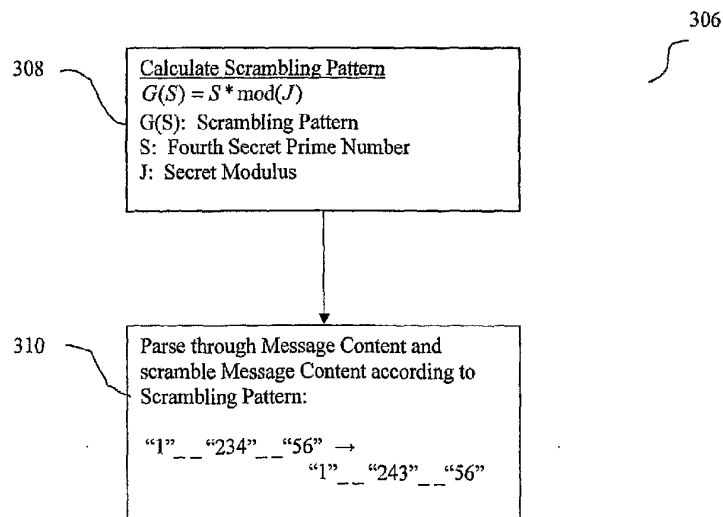 306
308
Calculate Scrambling Pattern
G(S) = S * mod(J)
G(S): Scrambling Pattern
S: Fourth Secret Prime Number
J: Secret Modulus
310
Parse through Message Content and
scramble Message Content according to
Scrambling Pattern:
“1”_ _ “234”_ _ “56” →
“1”_ _ “243”_ _ “56”